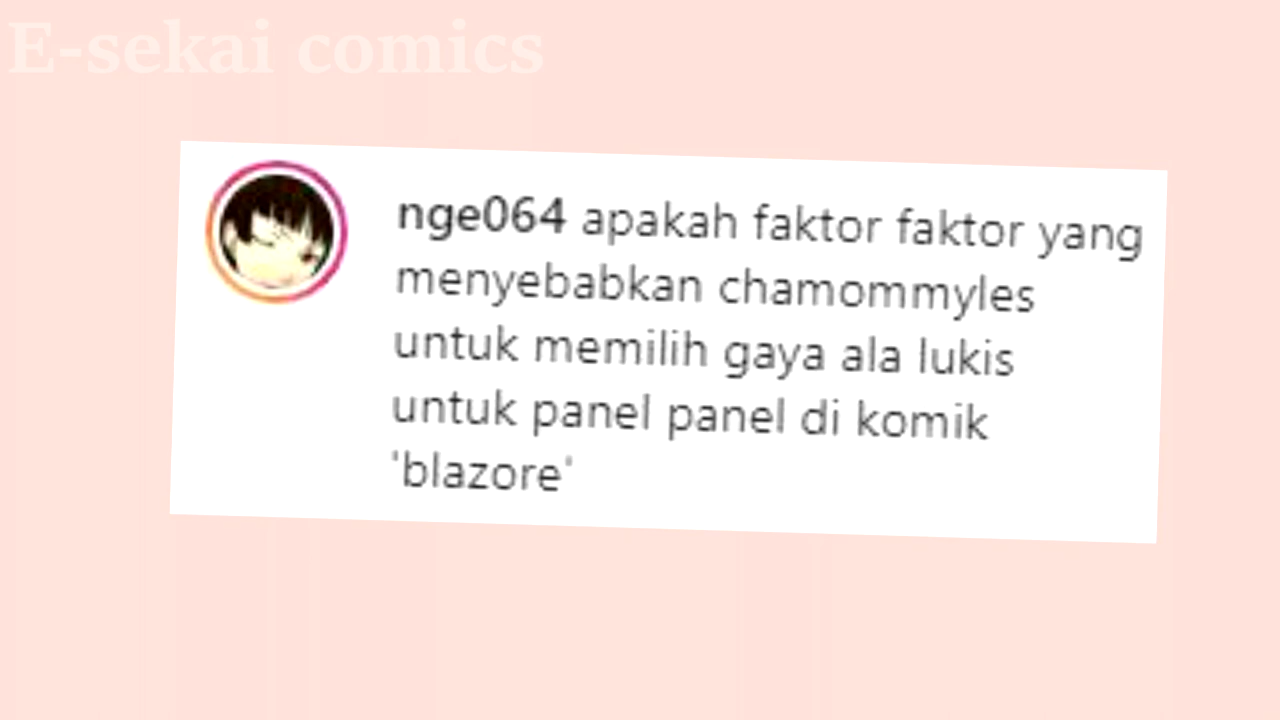 E-sekai comics
nge064 apakah faktor faktor yang
menyebabkan chamommyles
untuk memilih gaya ala lukis
untuk panel panel di komik
'blazore'